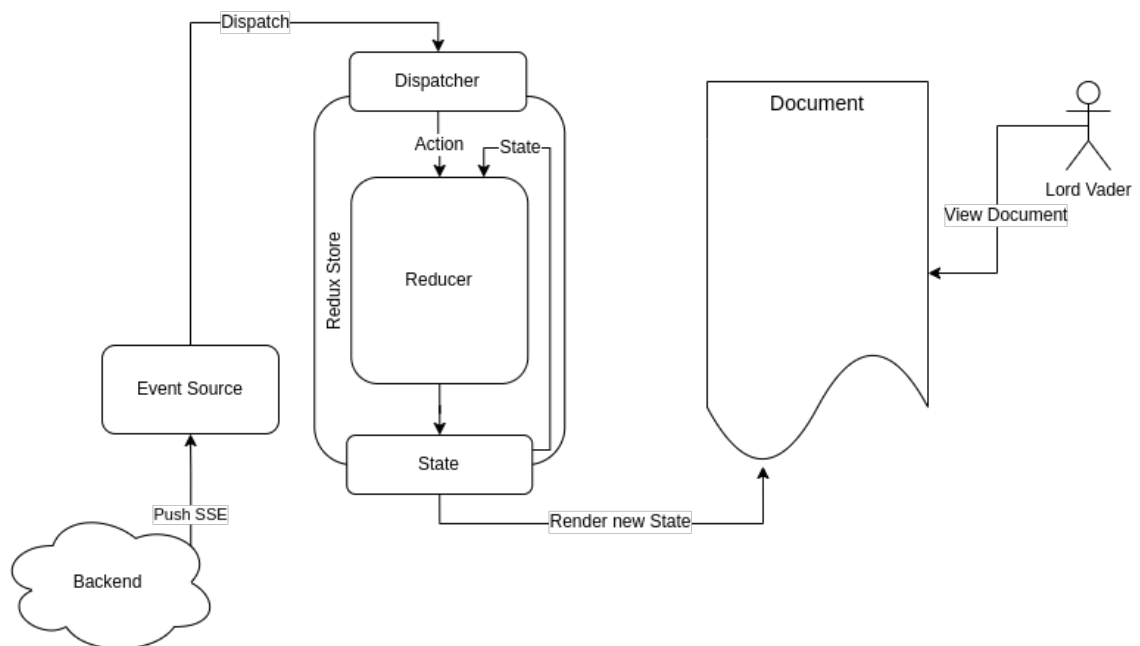 Dispatch
Dispatcher
Document
Action
State
Lord Vader
View Document
Redux Store
Reducer
Event Source
State
Push SSE
Render new State
Backend